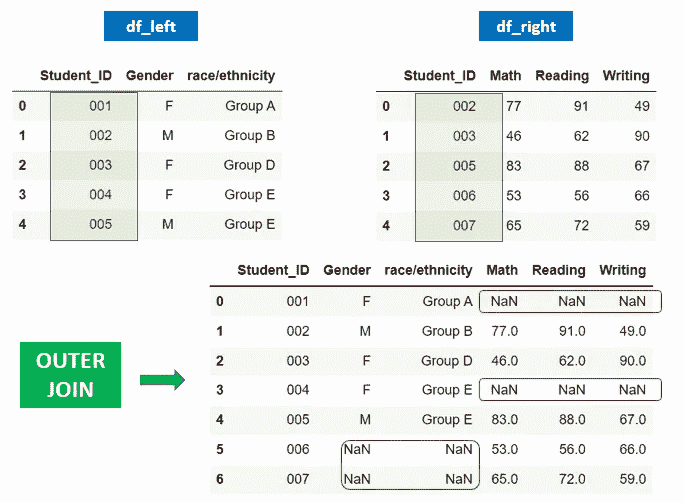 df_left
df_right
Student_ID Gender race/ethnicity
0 001 F Group A
1 002 M Group B
2 003 F Group D
3 004 F Group E
4 005 M Group E
Student_ID Math Reading Writing
0 002 77 91 49
1 003 46 62 90
2 005 83 88 67
3 006 53 56 66
4 007 65 72 59
OUTER
JOIN
Student_ID Gender race/ethnicity Math Reading Writing
0 001 F Group A NaN NaN NaN
1 002 M Group B 77.0 91.0 49.0
2 003 F Group D 46.0 62.0 90.0
3 004 F Group E NaN NaN NaN
4 005 M Group E 83.0 88.0 67.0
5 006 NaN NaN 53.0 56.0 66.0
6 007 NaN NaN 65.0 72.0 59.0